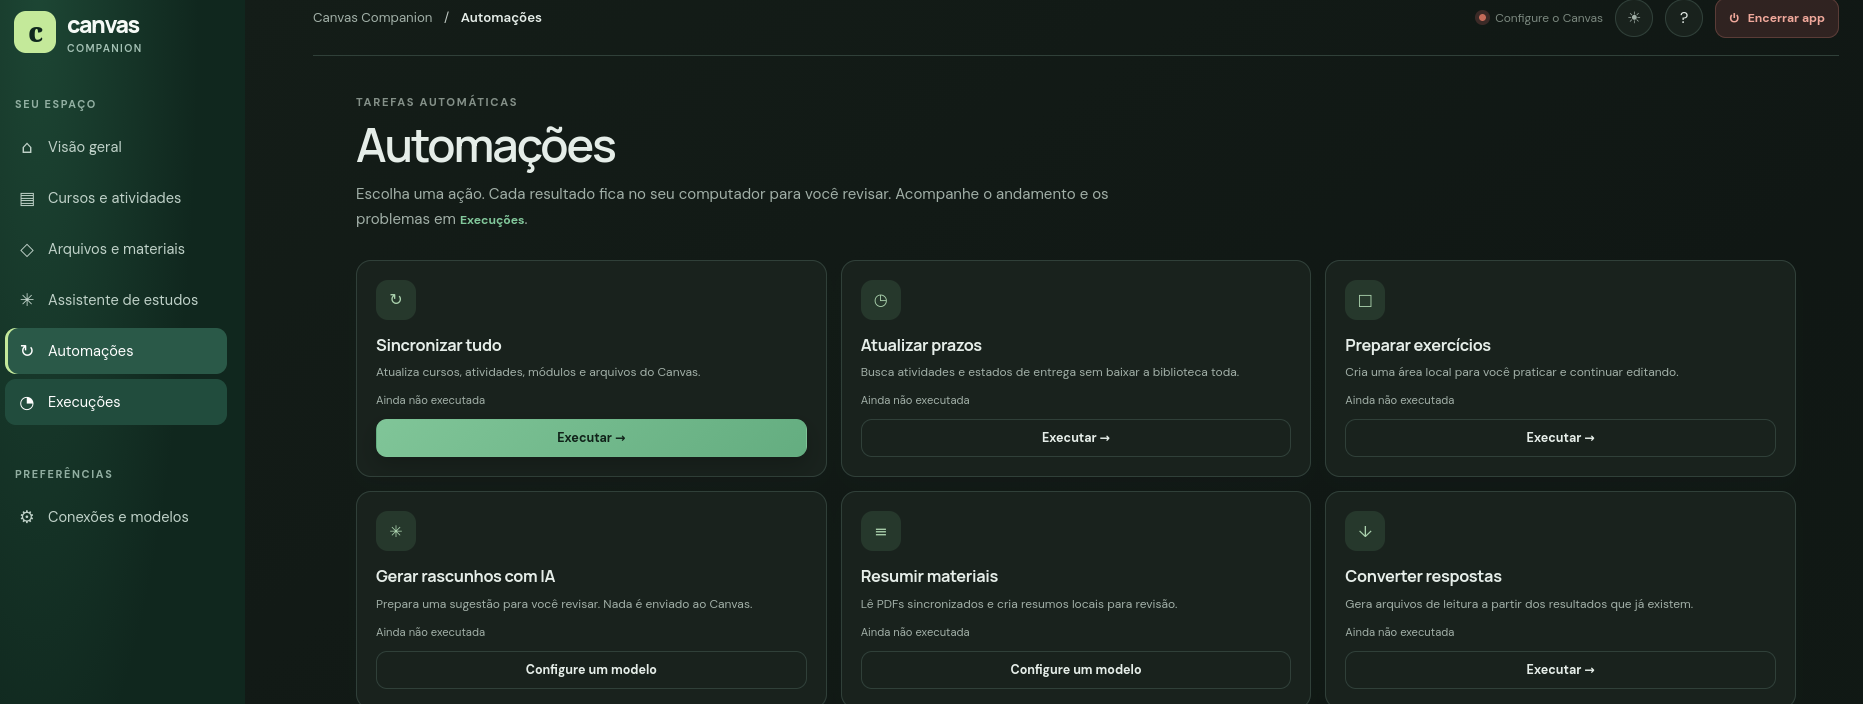 c canvas
COMPANION
SEU ESPAÇO
Visão geral
Cursos e atividades
Arquivos e materiais
Assistente de estudos
Automações
Execuções
PREFERÊNCIAS
Conexões e modelos
Canvas Companion / Automações
Configure o Canvas
?
Encerrar app
TAREFAS AUTOMÁTICAS
Automações
Escolha uma ação. Cada resultado fica no seu computador para você revisar. Acompanhe o andamento e os
problemas em Execuções.
Sincronizar tudo
Atualiza cursos, atividades, módulos e arquivos do Canvas.
Ainda não executada
Executar →
Atualizar prazos
Busca atividades e estados de entrega sem baixar a biblioteca toda.
Ainda não executada
Executar →
Preparar exercícios
Cria uma área local para você praticar e continuar editando.
Ainda não executada
Executar →
Gerar rascunhos com IA
Prepara uma sugestão para você revisar. Nada é enviado ao Canvas.
Ainda não executada
Configure um modelo
Resumir materiais
Lê PDFs sincronizados e cria resumos locais para revisão.
Ainda não executada
Configure um modelo
Converter respostas
Gera arquivos de leitura a partir dos resultados que já existem.
Ainda não executada
Executar →